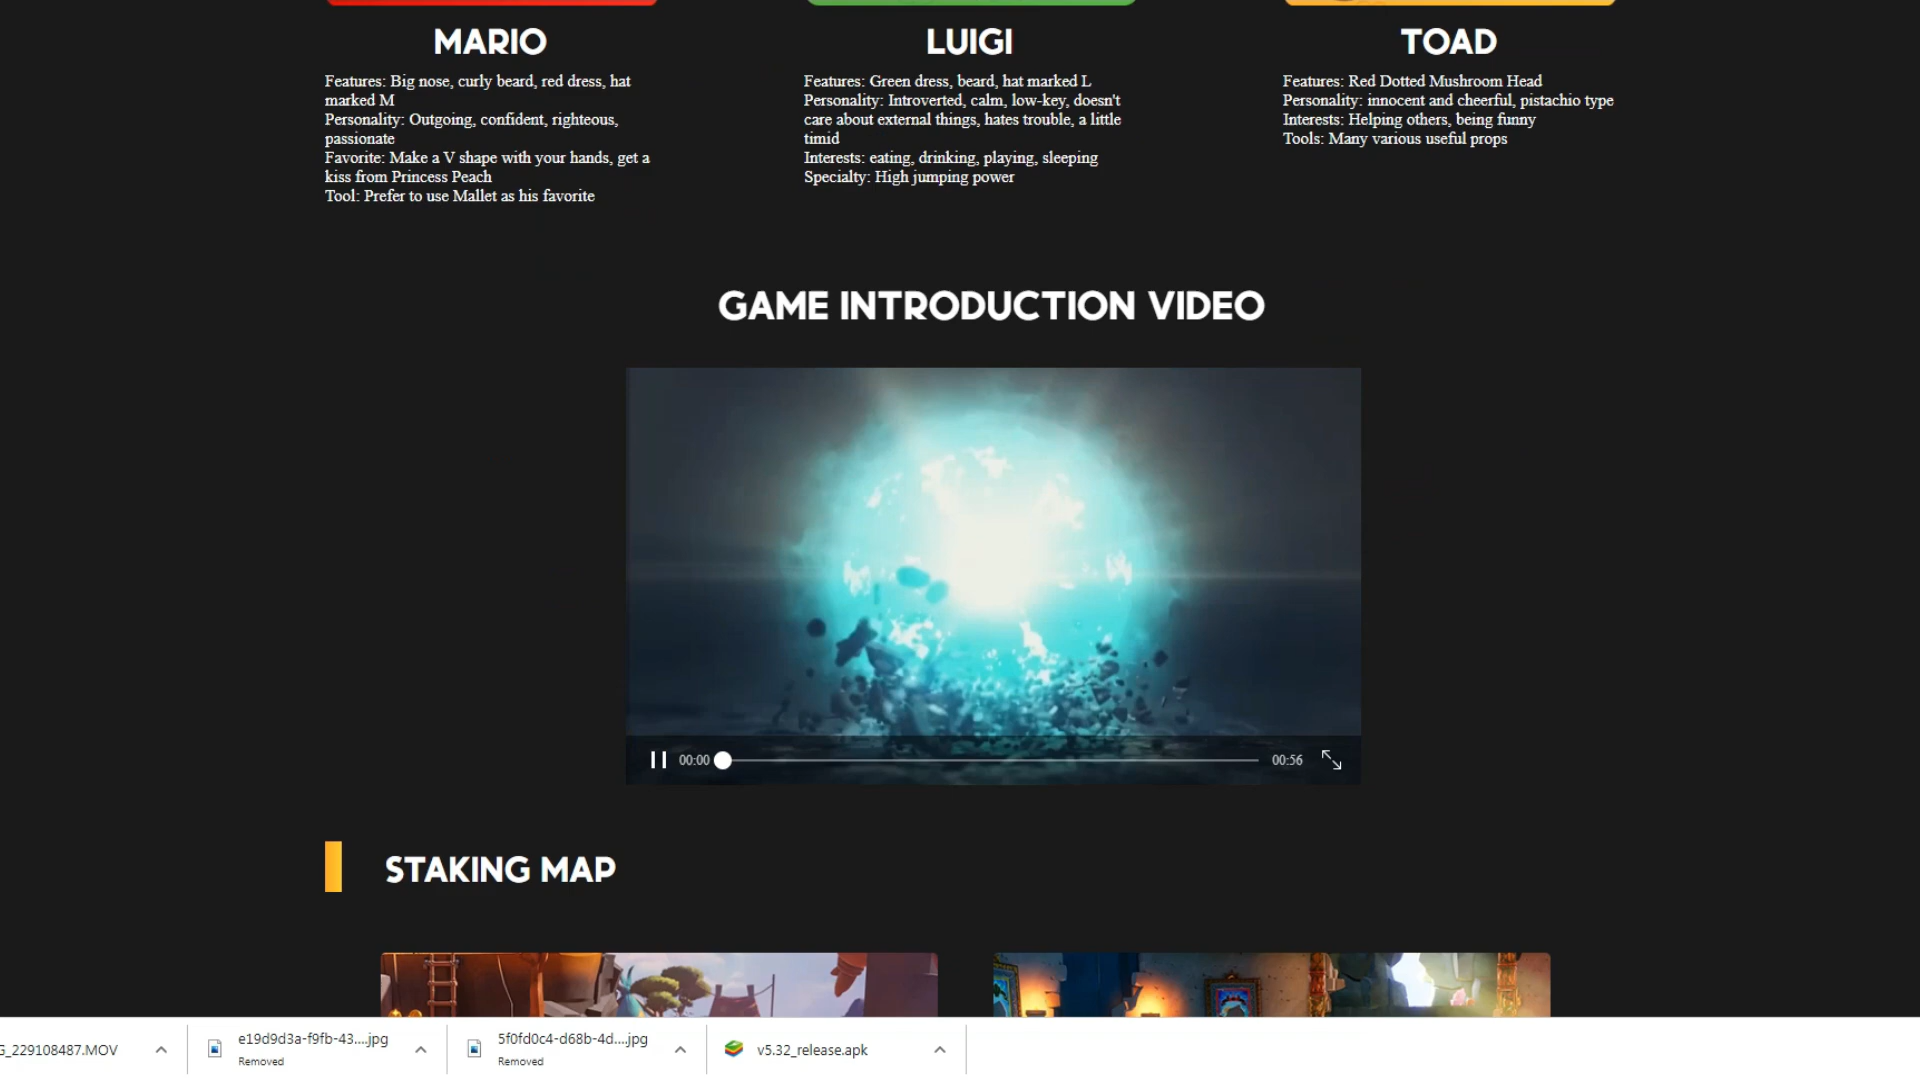 MARIO
Features: Big nose, curly beard, red dress, hat
marked M
Personality: Outgoing, confident, righteous,
passionate
Favorite: Make a V shape with your hands, get a
kiss from Princess Peach
Tool: Prefer to use Mallet as his favorite
LUIGI
Features: Green dress, beard, hat marked L
Personality: Introverted, calm, low-key, doesn't
care about external things, hates trouble, a little
timid
Interests: eating, drinking, playing, sleeping
Specialty: High jumping power
TOAD
Features: Red Dotted Mushroom Head
Personality: innocent and cheerful, pistachio type
Interests: Helping others, being funny
Tools: Many various useful props
GAME INTRODUCTION VIDEO
00:00
00:56
STAKING MAP
G_229108487.MOV
e19d9d3a-f9fb-43....jpg
Removed
5f0fd0c4-d68b-4d....jpg
Removed
v5.32_release.apk